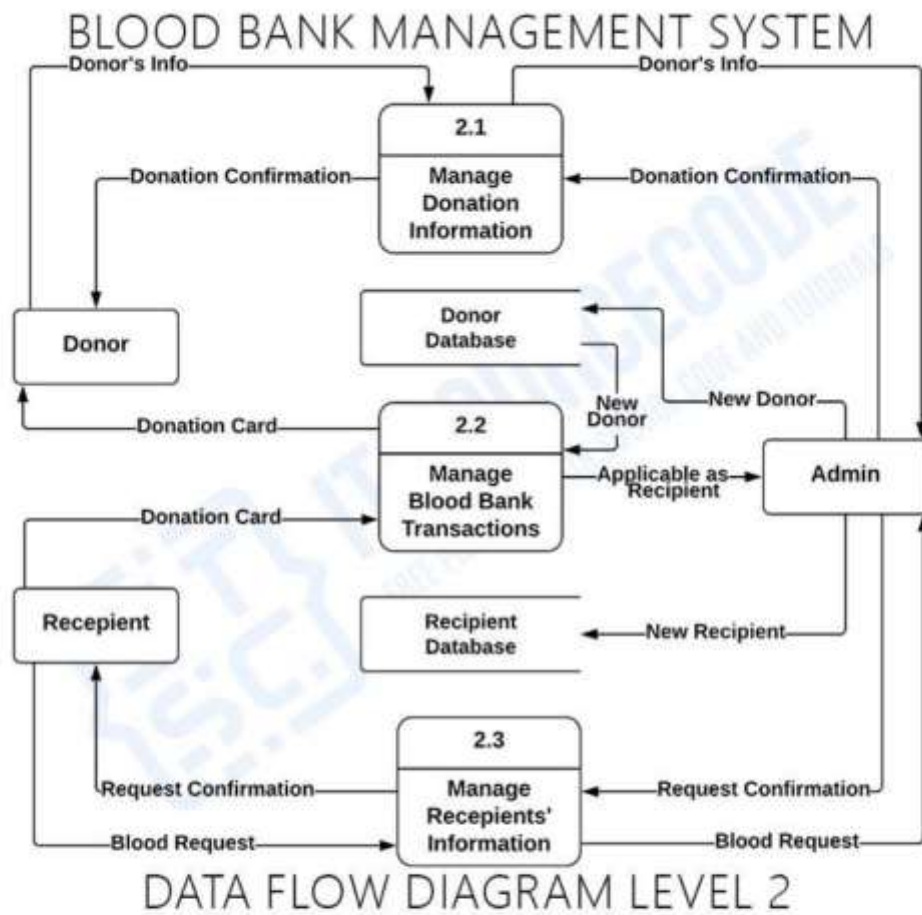 BLOOD BANK MANAGEMENT SYSTEM
Donor's Info
Donor's Info
2.1
Manage
Donation
Information
Donation Confirmation
Donation Confirmation
Donor
Donor
Database
New
Donor
New Donor
Donation Card
2.2
Manage
Blood Bank
Transactions
Applicable as
Recipient
Admin
Donation Card
Recepient
Recipient
Database
New Recipient
2.3
Manage
Recepients'
Information
Request Confirmation
Request Confirmation
Blood Request
Blood Request
DATA FLOW DIAGRAM LEVEL 2